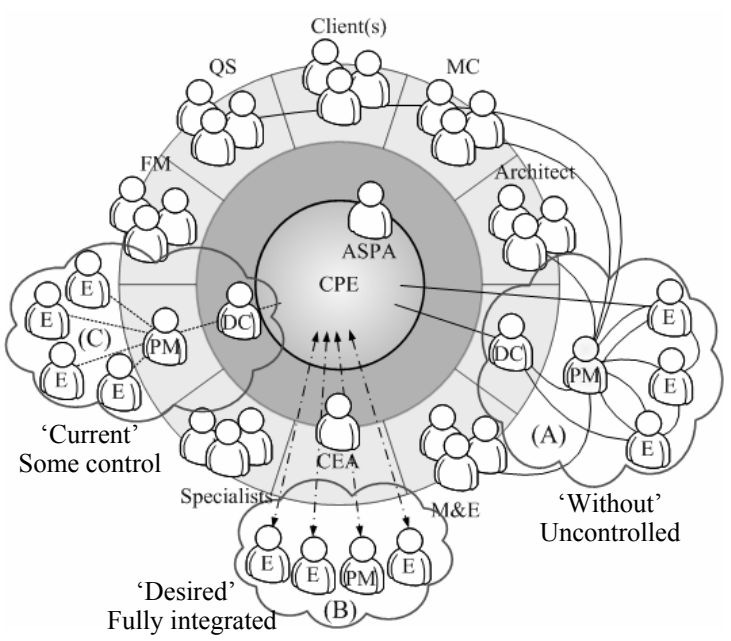 Client(s)
QS
MC
FM
Architect
ASPA
CPE
E
E
(C)
PM
DC
E
E
E
DC
PM
E
(A)
E
'Current'
Some control
CEA
Specialists
M&E
'Without'
Uncontrolled
E
E
PM
E
'Desired'
Fully integrated
(B)